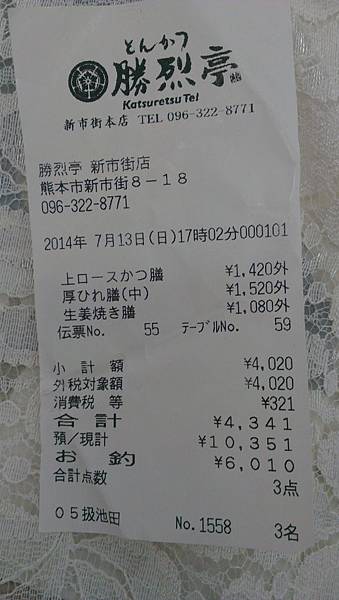 とんかつ
勝烈亭
KatsuretsuTei
新市街本店 TEL 096-322-8771
勝烈亭 新市街店
熊本市新市街8-18
096-322-8771
2014年 7月13日(日)17時02分000101
上ロースかつ膳 ¥1,420外
厚ひれ膳(中) ¥1,520外
生姜焼き膳 ¥1,080外
伝票No. 55 テーブルNo. 59
小計額 ¥4,020
外税対象額 ¥4,020
消費税 等 ¥321
合計 ¥4,341
預/現計 ¥10,351
お釣 ¥6,010
合計点数 3点
05扱池田 No.1558 3名